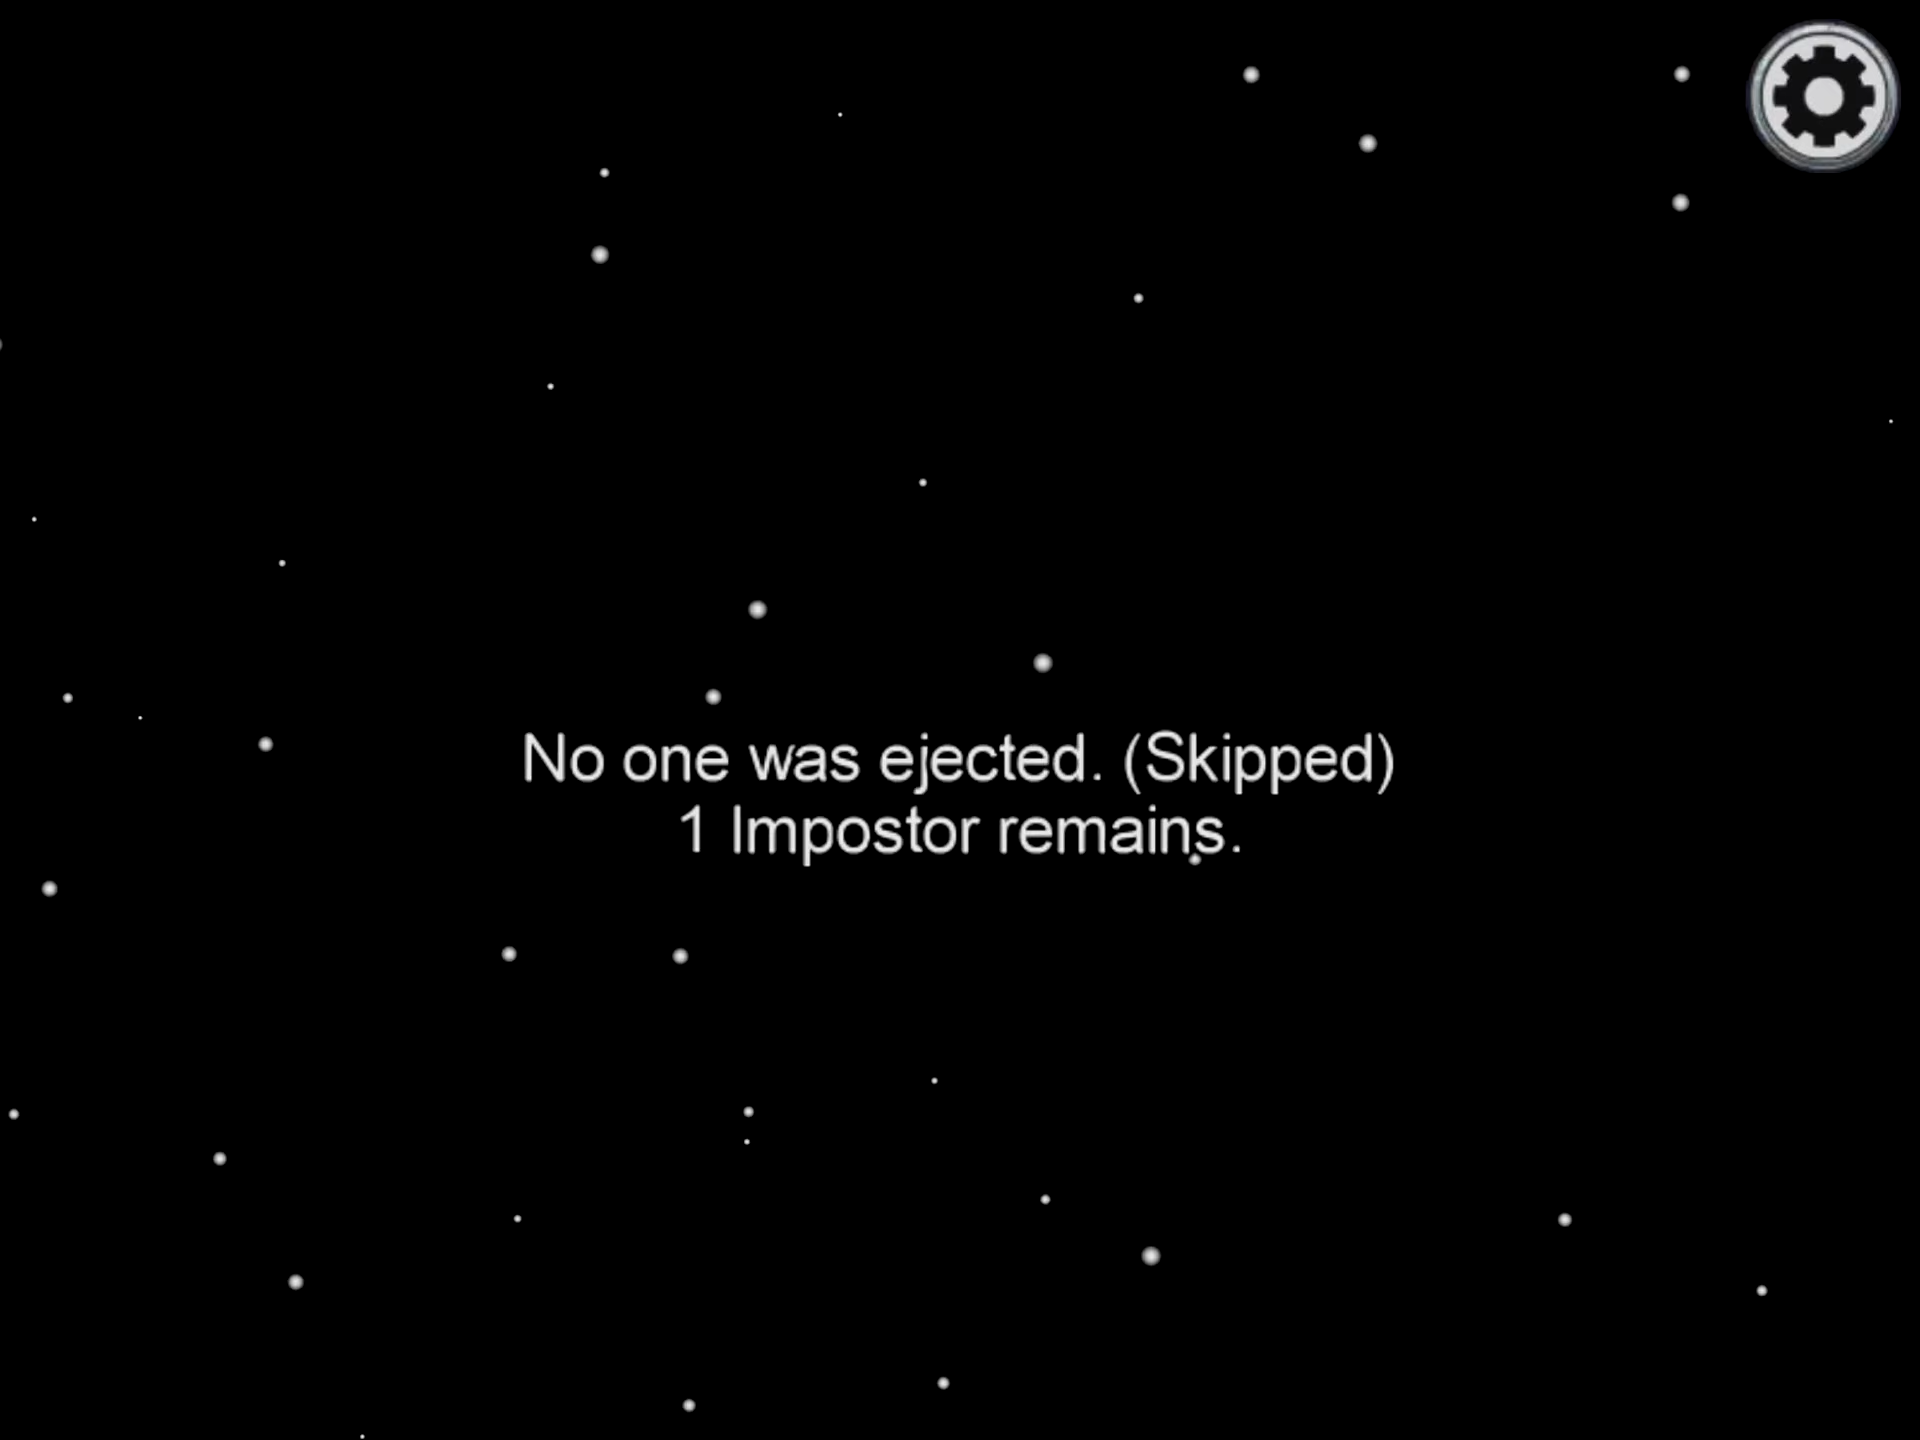 No one was ejected. (Skipped)
1 Impostor remains.